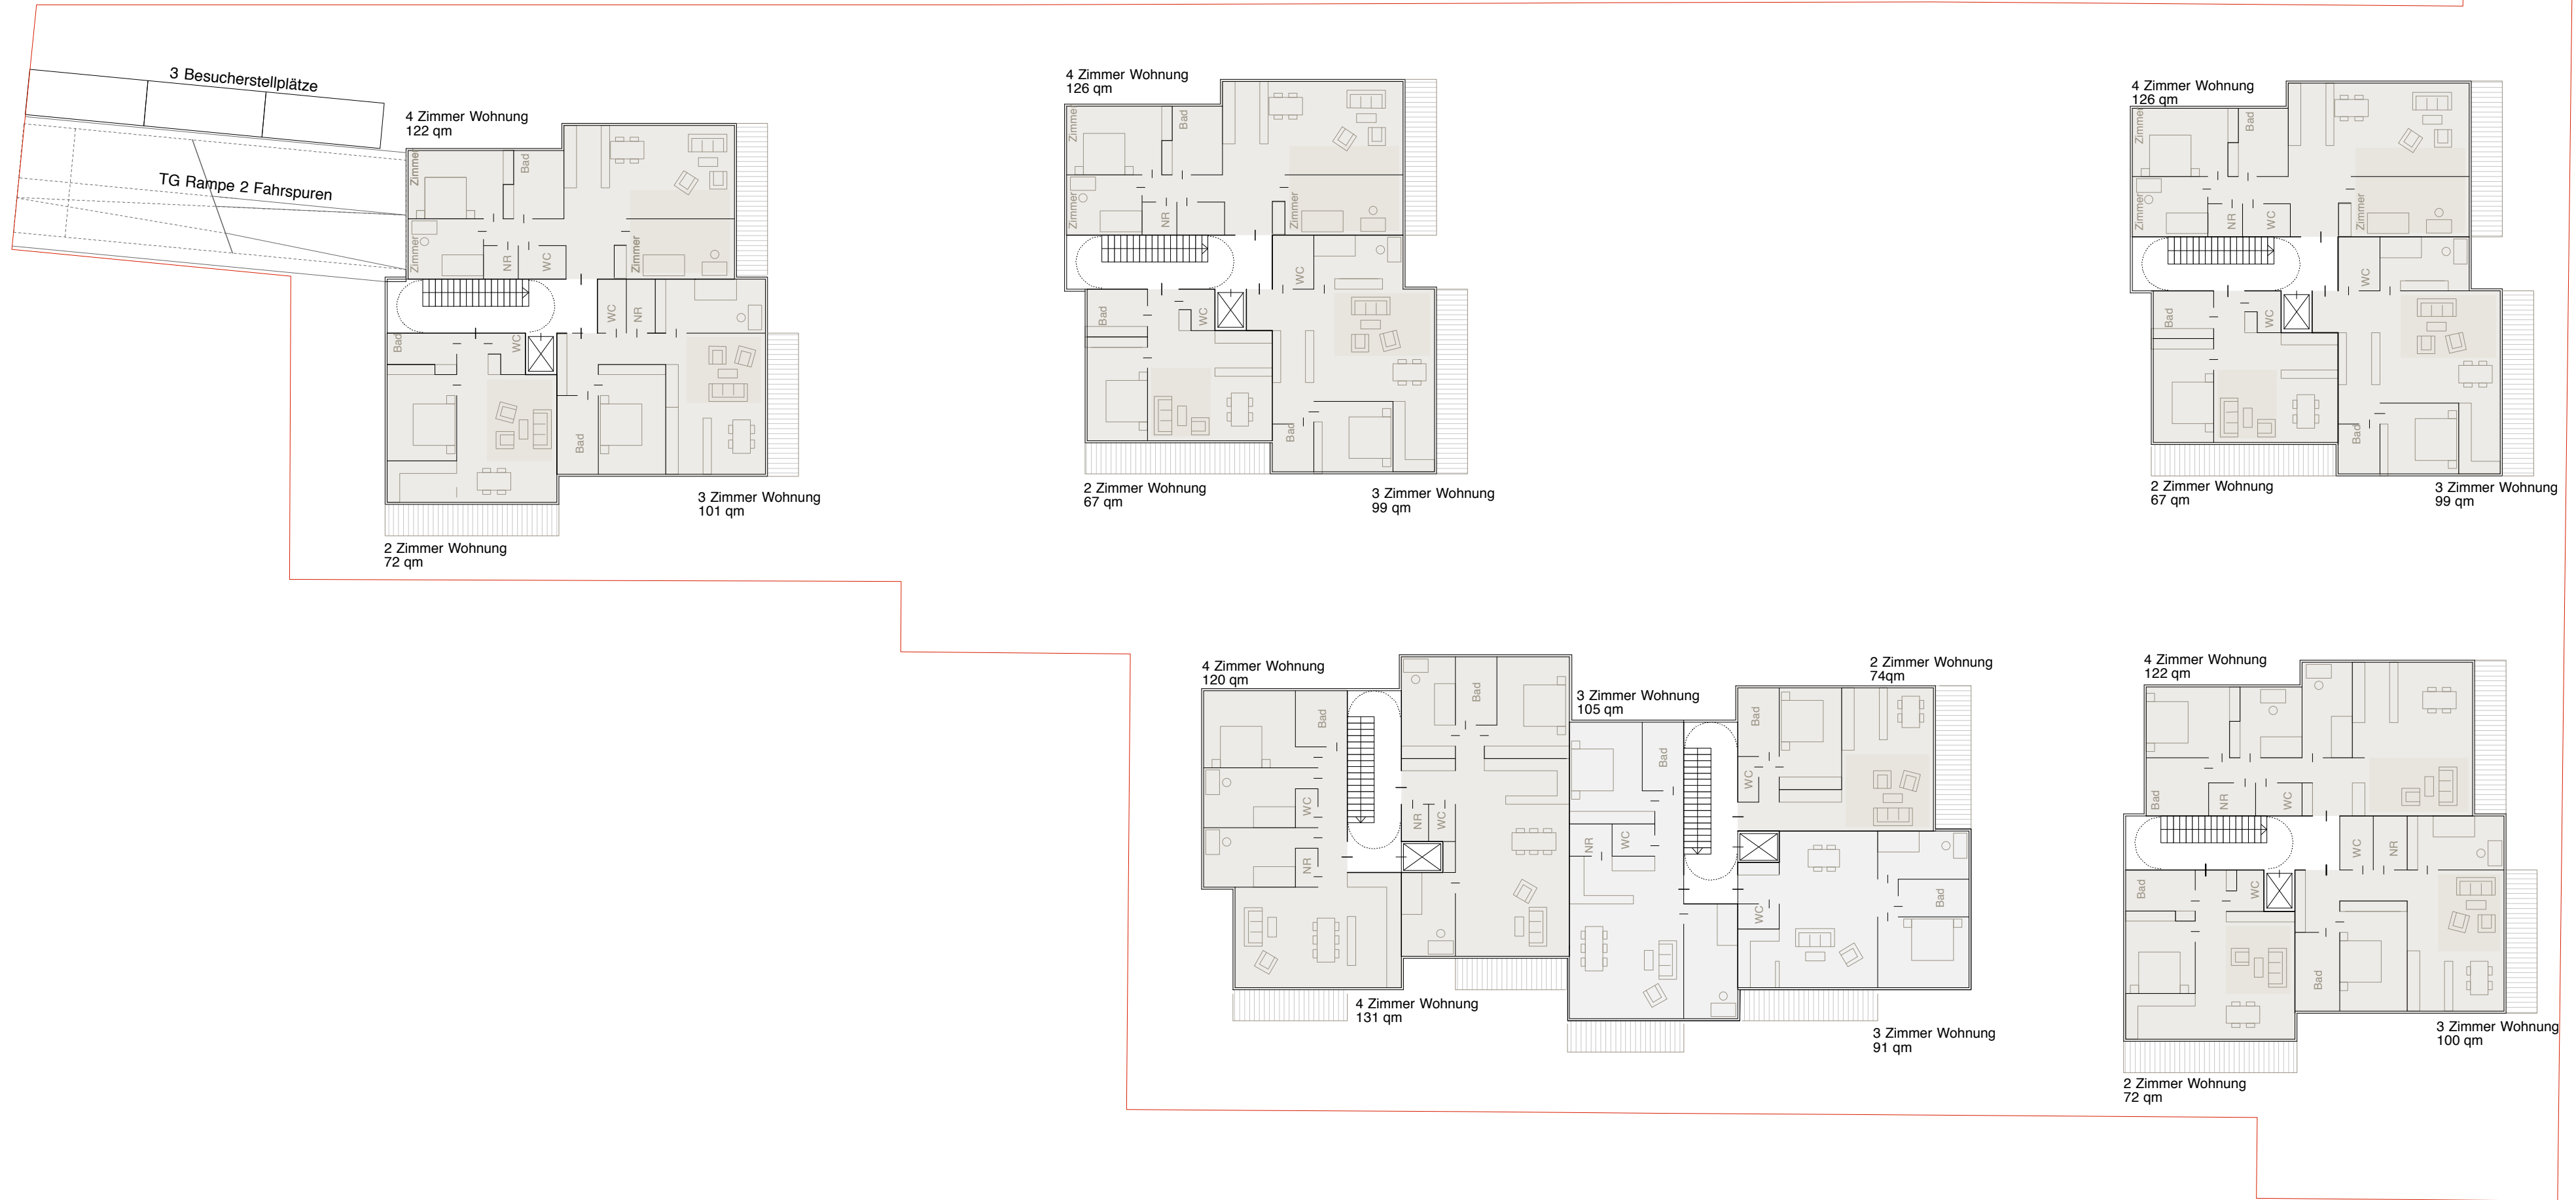 3 Besucherstellplätze
TG Rampe 2 Fahrspuren
4 Zimmer Wohnung
122 qm
Zimmer
Bad
Zimmer
NR
WC
Zimmer
WC
NR
Bad
WC
Bad
3 Zimmer Wohnung
101 qm
2 Zimmer Wohnung
72 qm
4 Zimmer Wohnung
126 qm
Zimmer
Bad
Zimmer
NR
Zimmer
WC
Bad
WC
Bad
2 Zimmer Wohnung
67 qm
3 Zimmer Wohnung
99 qm
4 Zimmer Wohnung
126 qm
Zimmer
Bad
Zimmer
NR
WC
Zimmer
WC
Bad
WC
Bad
2 Zimmer Wohnung
67 qm
3 Zimmer Wohnung
99 qm
4 Zimmer Wohnung
120 qm
Bad
WC
NR
Bad
NR
WC
4 Zimmer Wohnung
131 qm
3 Zimmer Wohnung
105 qm
Bad
NR
WC
2 Zimmer Wohnung
74qm
Bad
WC
WC
Bad
3 Zimmer Wohnung
91 qm
4 Zimmer Wohnung
122 qm
Bad
NR
WC
WC
NR
Bad
WC
Bad
3 Zimmer Wohnung
100 qm
2 Zimmer Wohnung
72 qm